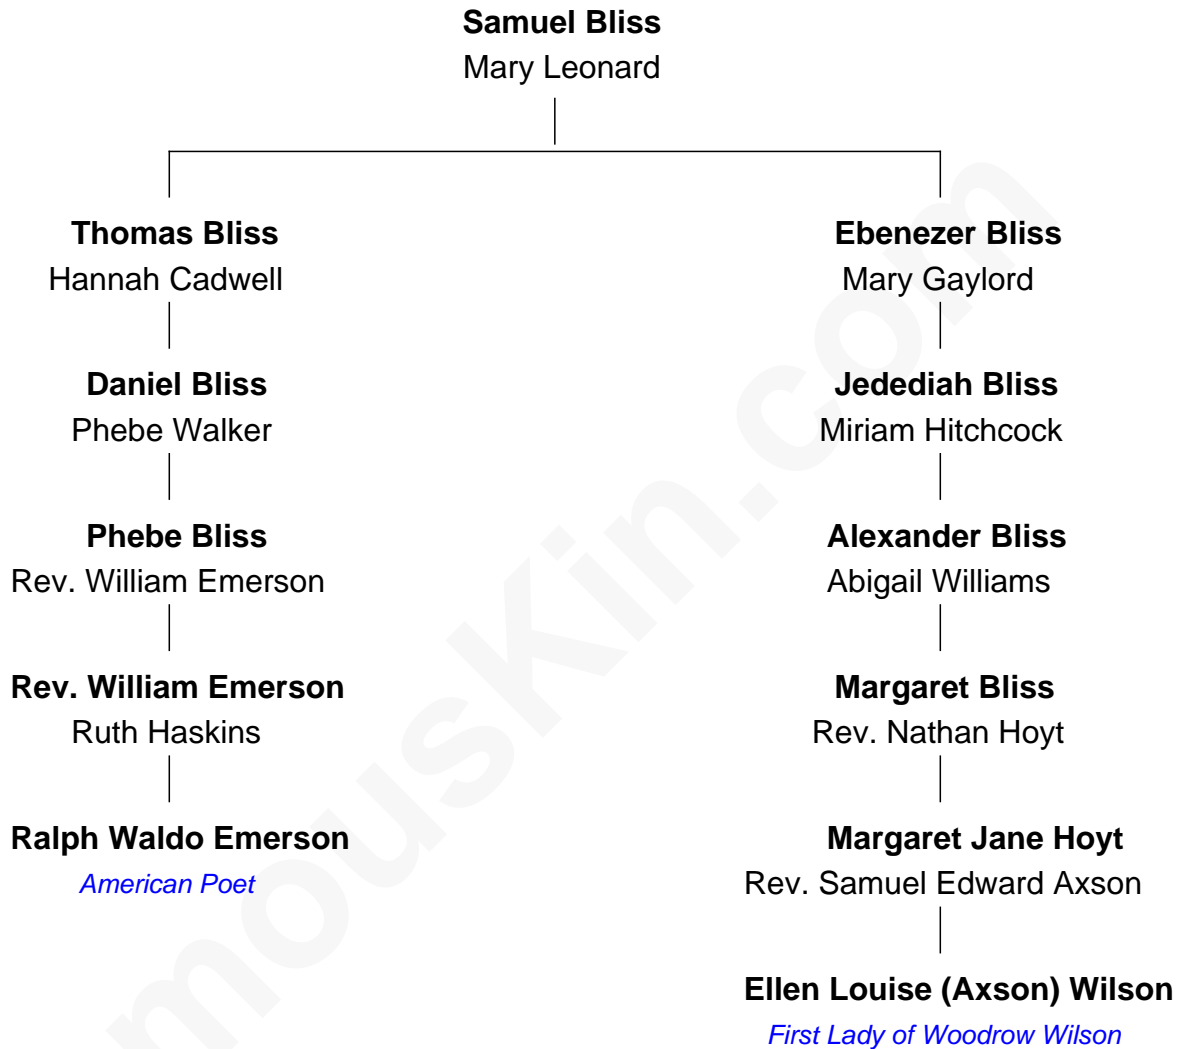 Samuel Bliss
Mary Leonard
Thomas Bliss
Hannah Cadwell
Ebenezer Bliss
Mary Gaylord
Daniel Bliss
Phebe Walker
Jedediah Bliss
Miriam Hitchcock
Phebe Bliss
Rev. William Emerson
Alexander Bliss
Abigail Williams
Rev. William Emerson
Ruth Haskins
Margaret Bliss
Rev. Nathan Hoyt
Ralph Waldo Emerson
American Poet
Margaret Jane Hoyt
Rev. Samuel Edward Axson
Ellen Louise (Axson) Wilson
First Lady of Woodrow Wilson
mousKin.com